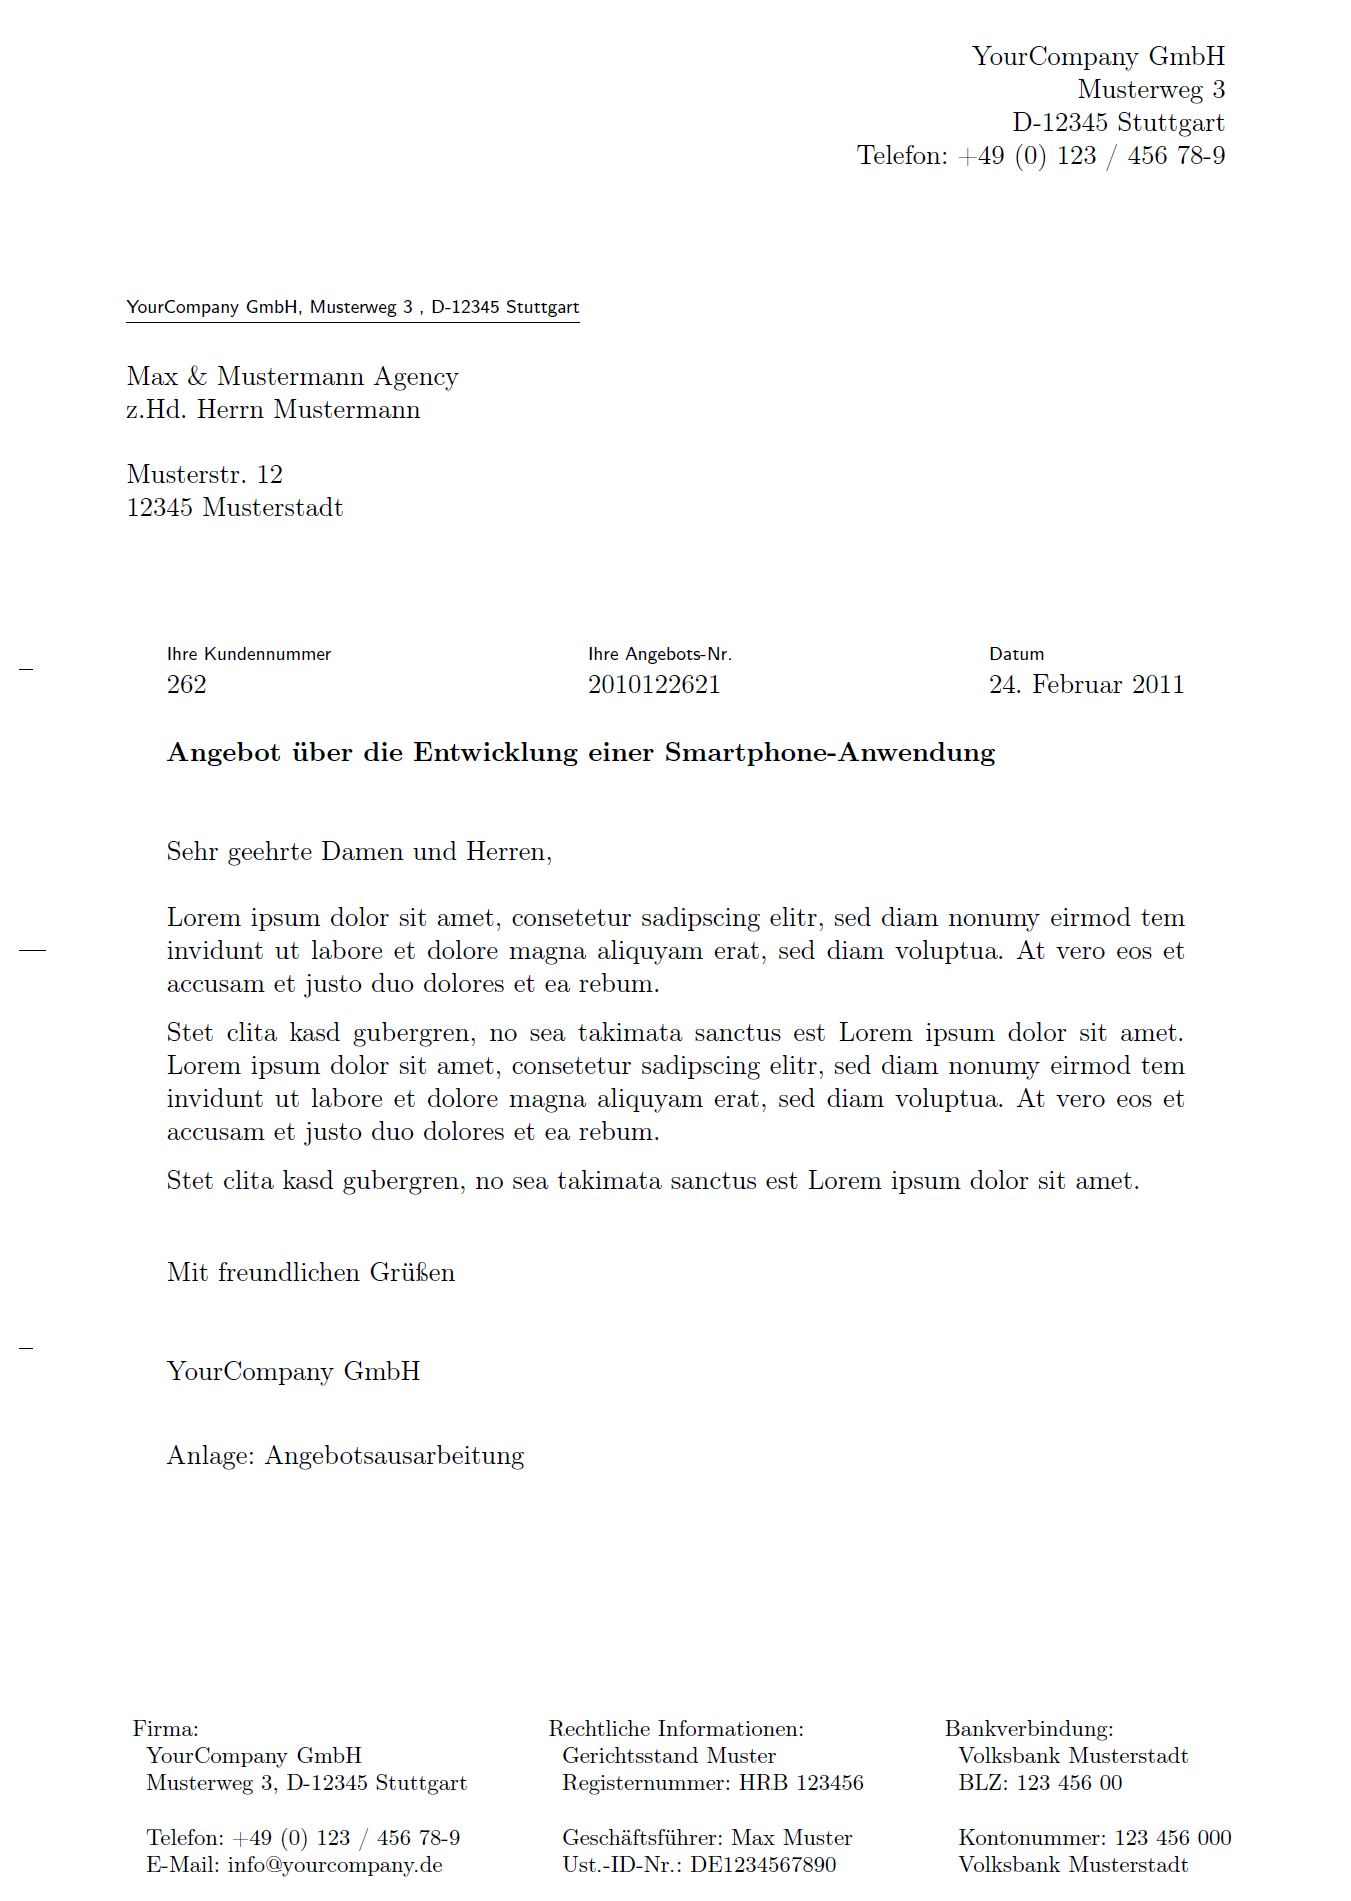 YourCompany GmbH
Musterweg 3
D-12345 Stuttgart
Telefon: +49 (0) 123 / 456 78-9
YourCompany GmbH, Musterweg 3 , D-12345 Stuttgart
Max & Mustermann Agency
z.Hd. Herrn Mustermann
Musterstr. 12
12345 Musterstadt
Ihre Kundennummer Ihre Angebots-Nr. Datum
262 2010122621 24. Februar 2011
Angebot über die Entwicklung einer Smartphone-Anwendung
Sehr geehrte Damen und Herren,
Lorem ipsum dolor sit amet, consetetur sadipscing elitr, sed diam nonumy eirmod tem
invidunt ut labore et dolore magna aliquyam erat, sed diam voluptua. At vero eos et
accusam et justo duo dolores et ea rebum.
Stet clita kasd gubergren, no sea takimata sanctus est Lorem ipsum dolor sit amet.
Lorem ipsum dolor sit amet, consetetur sadipscing elitr, sed diam nonumy eirmod tem
invidunt ut labore et dolore magna aliquyam erat, sed diam voluptua. At vero eos et
accusam et justo duo dolores et ea rebum.
Stet clita kasd gubergren, no sea takimata sanctus est Lorem ipsum dolor sit amet.
Mit freundlichen Grüßen
YourCompany GmbH
Anlage: Angebotsausarbeitung
Firma:
YourCompany GmbH
Musterweg 3, D-12345 Stuttgart
Telefon: +49 (0) 123 / 456 78-9
E-Mail: info@yourcompany.de
Rechtliche Informationen:
Gerichtsstand Muster
Registernummer: HRB 123456
Geschäftsführer: Max Muster
Ust.-ID-Nr.: DE1234567890
Bankverbindung:
Volksbank Musterstadt
BLZ: 123 456 00
Kontonummer: 123 456 000
Volksbank Musterstadt